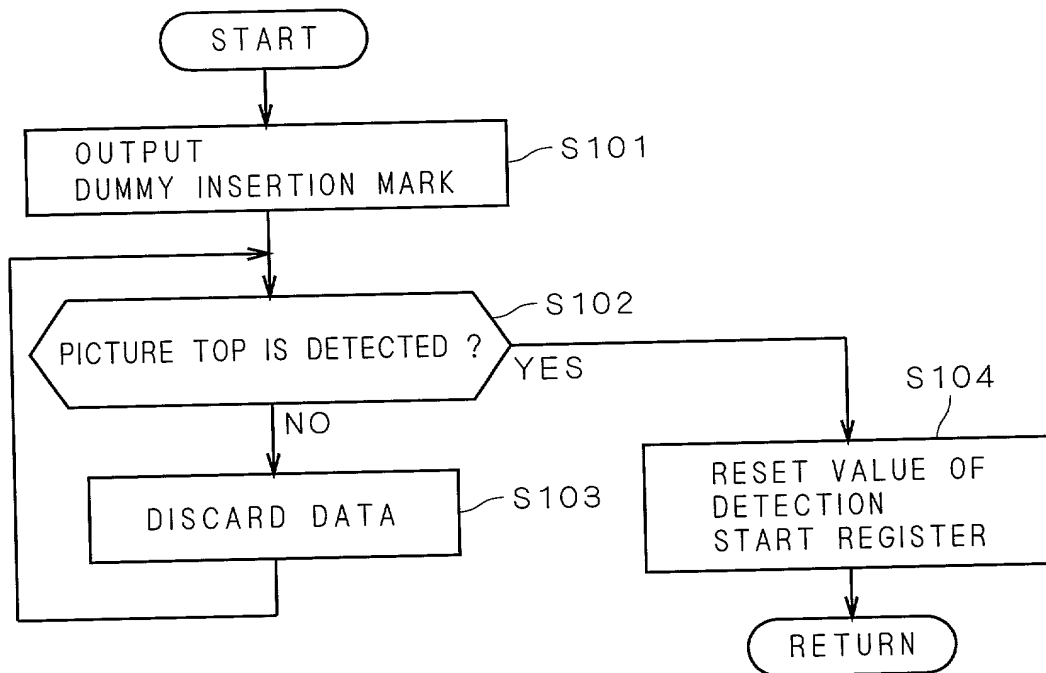 START
OUTPUT
DUMMY INSERTION MARK
S101
PICTURE TOP IS DETECTED ?
S102
YES
NO
DISCARD DATA
S103
S104
RESET VALUE OF
DETECTION
START REGISTER
RETURN